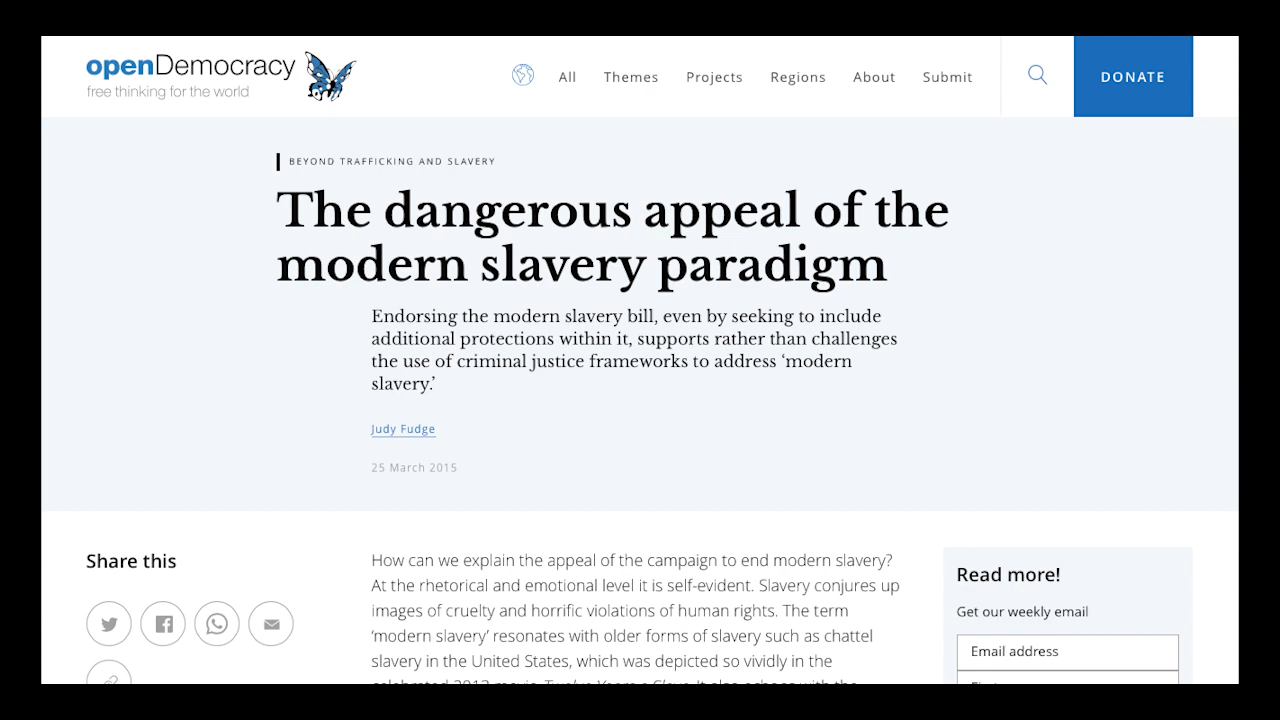 openDemocracy
free thinking for the world
All Themes Projects Regions About Submit
DONATE
BEYOND TRAFFICKING AND SLAVERY
The dangerous appeal of the
modern slavery paradigm
Endorsing the modern slavery bill, even by seeking to include
additional protections within it, supports rather than challenges
the use of criminal justice frameworks to address ‘modern
slavery.’
Judy Fudge
25 March 2015
Share this
How can we explain the appeal of the campaign to end modern slavery?
At the rhetorical and emotional level it is self-evident. Slavery conjures up
images of cruelty and horrific violations of human rights. The term
‘modern slavery’ resonates with older forms of slavery such as chattel
slavery in the United States, which was depicted so vividly in the
Read more!
Get our weekly email
Email address